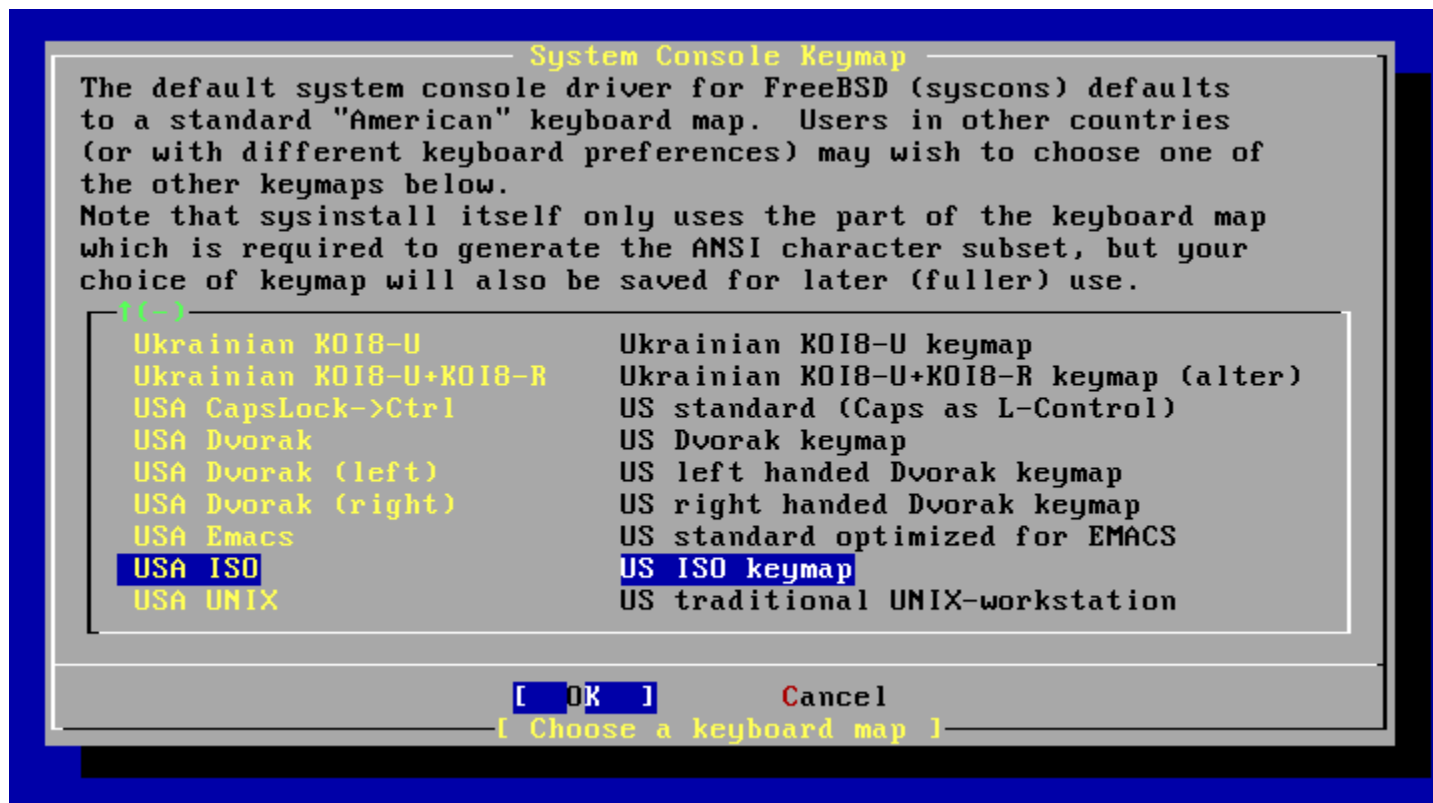 System Console Keymap
The default system console driver for FreeBSD (syscons) defaults
to a standard "American" keyboard map.  Users in other countries
(or with different keyboard preferences) may wish to choose one of
the other keymaps below.
Note that sysinstall itself only uses the part of the keyboard map
which is required to generate the ANSI character subset, but your
choice of keymap will also be saved for later (fuller) use.
↑(-)
Ukrainian KOI8-U Ukrainian KOI8-U keymap
Ukrainian KOI8-U+KOI8-R Ukrainian KOI8-U+KOI8-R keymap (alter)
USA CapsLock->Ctrl US standard (Caps as L-Control)
USA Dvorak US Dvorak keymap
USA Dvorak (left) US left handed Dvorak keymap
USA Dvorak (right) US right handed Dvorak keymap
USA Emacs US standard optimized for EMACS
USA ISO US ISO keymap
USA UNIX US traditional UNIX-workstation
[  OK  ] Cancel
[ Choose a keyboard map ]